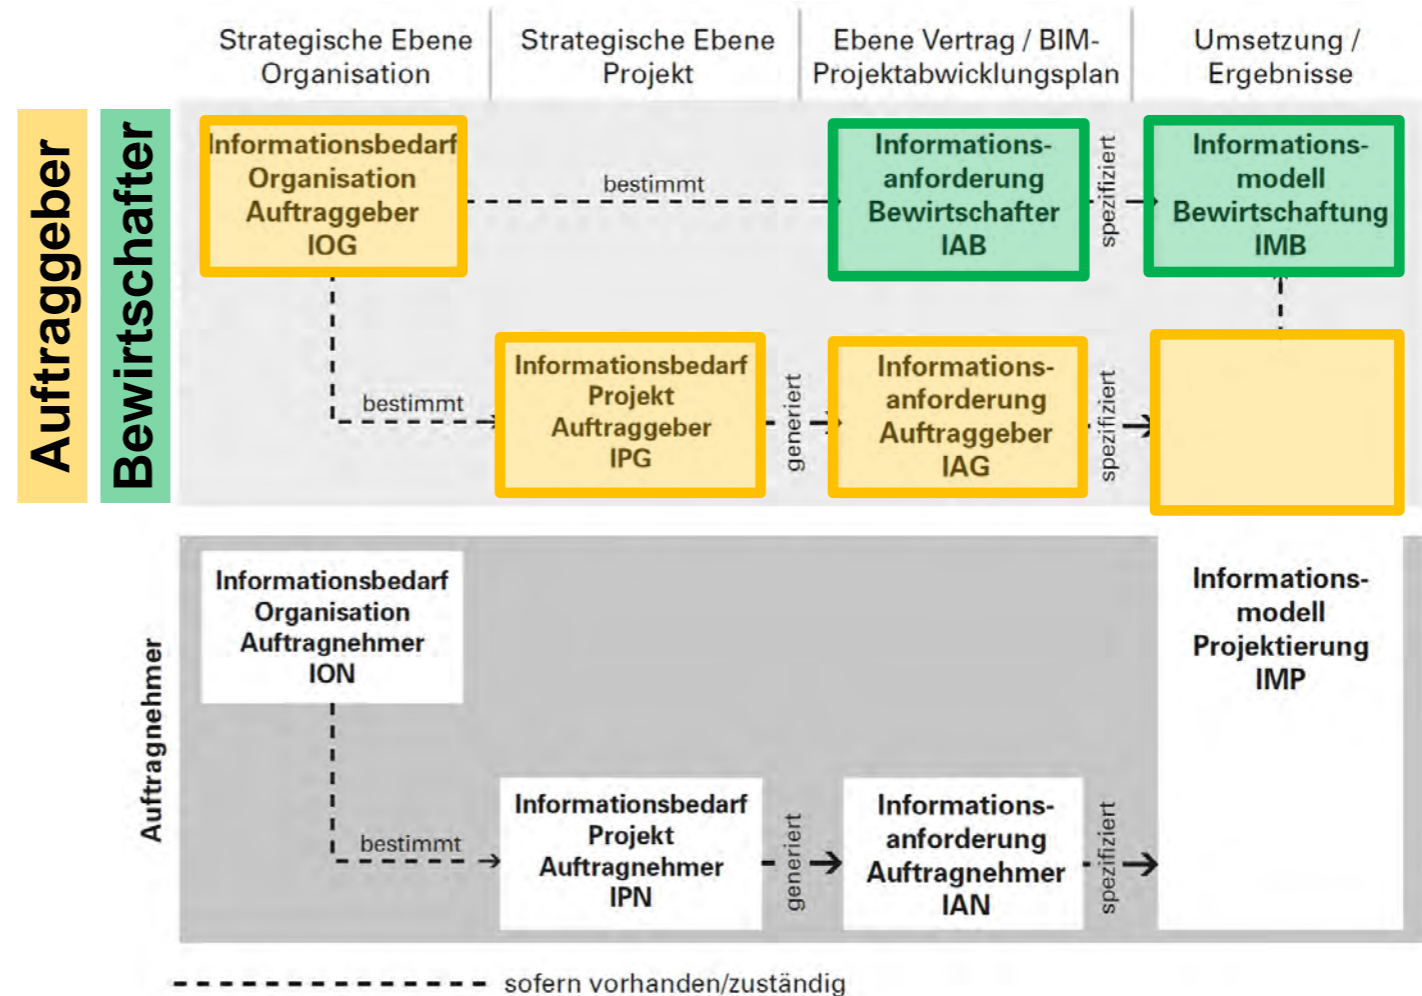 Strategische Ebene
Organisation
Strategische Ebene
Projekt
Ebene Vertrag / BIM-
Projektabwicklungsplan
Umsetzung /
Ergebnisse
Auftraggeber
Bewirtschafter
Informationsbedarf
Organisation
Auftraggeber
IOG
bestimmt
Informations-
anforderung
Bewirtschafter
IAB
spezifiziert
Informations-
modell
Bewirtschaftung
IMB
bestimmt
Informationsbedarf
Projekt
Auftraggeber
IPG
generiert
Informations-
anforderung
Auftraggeber
IAG
spezifiziert
Auftragnehmer
Informationsbedarf
Organisation
Auftragnehmer
ION
Informations-
modell
Projektierung
IMP
bestimmt
Informationsbedarf
Projekt
Auftragnehmer
IPN
generiert
Informations-
anforderung
Auftragnehmer
IAN
spezifiziert
sofern vorhanden/zuständig